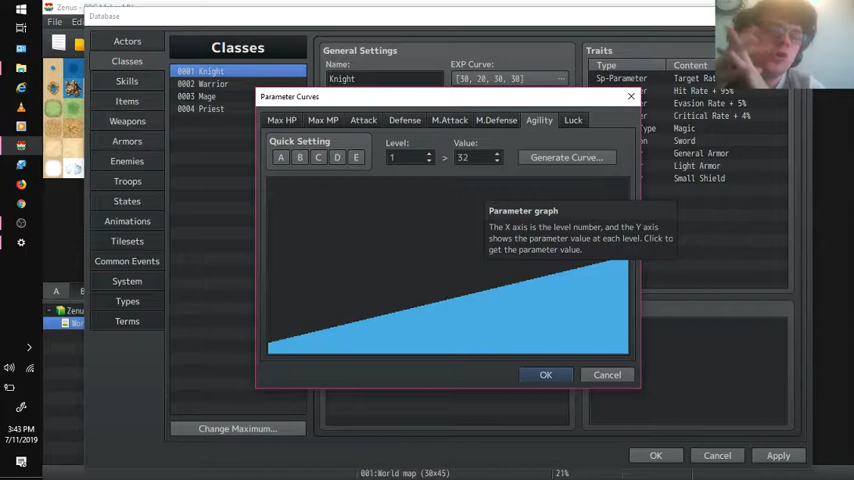 Zenus
Database
File
Actors
Classes
Skills
Items
Weapons
Armors
Enemies
Troops
States
Animations
Tilesets
Common Events
System
Types
Terms
Classes
0001 Knight
0002 Warrior
0003 Mage
0004 Priest
Change Maximum...
General Settings
Name:
EXP Curve:
Knight
[30, 20, 30, 30]
...
Traits
Type
Content
Sp-Parameter
Target Rat
Hit Rate + 95%
Evasion Rate + 5%
Critical Rate + 4%
Type
Magic
Sword
General Armor
Light Armor
Small Shield
Parameter Curves
Max HP
Max MP
Attack
Defense
M.Attack
M.Defense
Agility
Luck
Quick Setting
A
B
C
D
E
Level:
1
>
Value:
32
Generate Curve...
Parameter graph
The X axis is the level number, and the Y axis
shows the parameter value at each level. Click to
get the parameter value.
OK
Cancel
A
Zenu
Wor
3:43 PM
7/11/2019
OK
Cancel
Apply
001:World map (30x45)
21%